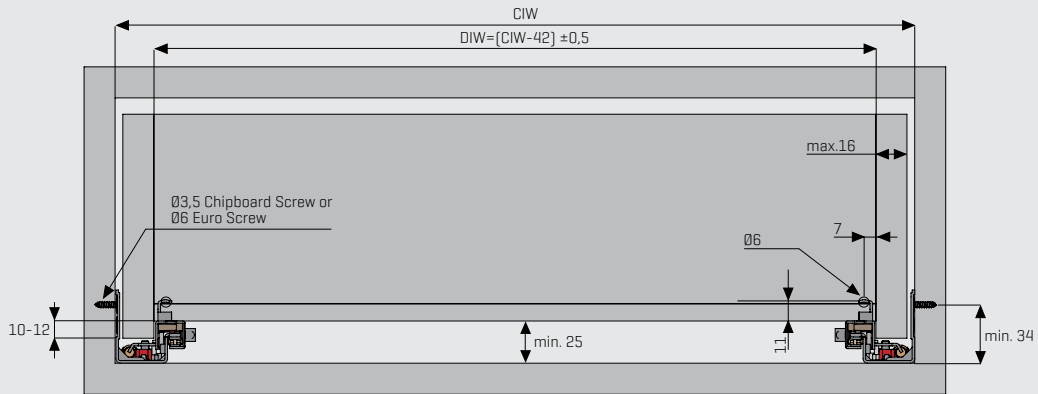 CIW
DIW=(CIW-42) ±0,5
max.16
Ø3,5 Chipboard Screw or
Ø6 Euro Screw
7
Ø6
10-12
min. 25
11
min. 34